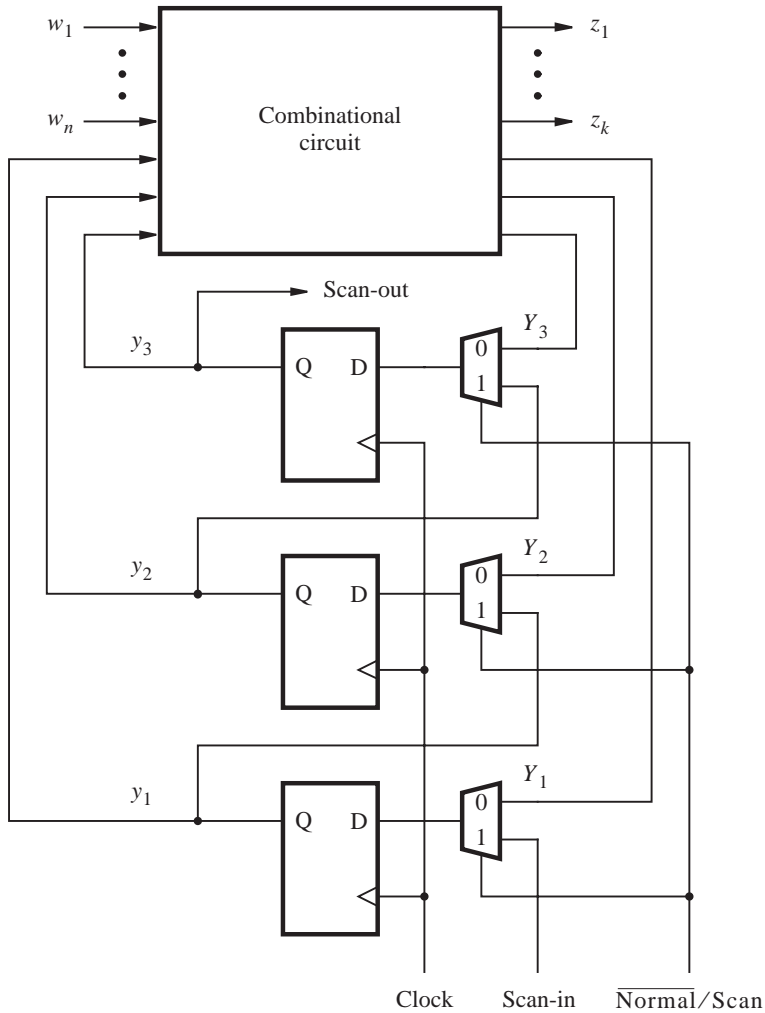 w₁ z₁
wₙ zₖ
Combinational
circuit
Scan-out
y₃ Q D 0 Y₃
1
y₂ Q D 0 Y₂
1
y₁ Q D 0 Y₁
1
Clock Scan-in N̅o̅r̅m̅a̅l̅/Scan